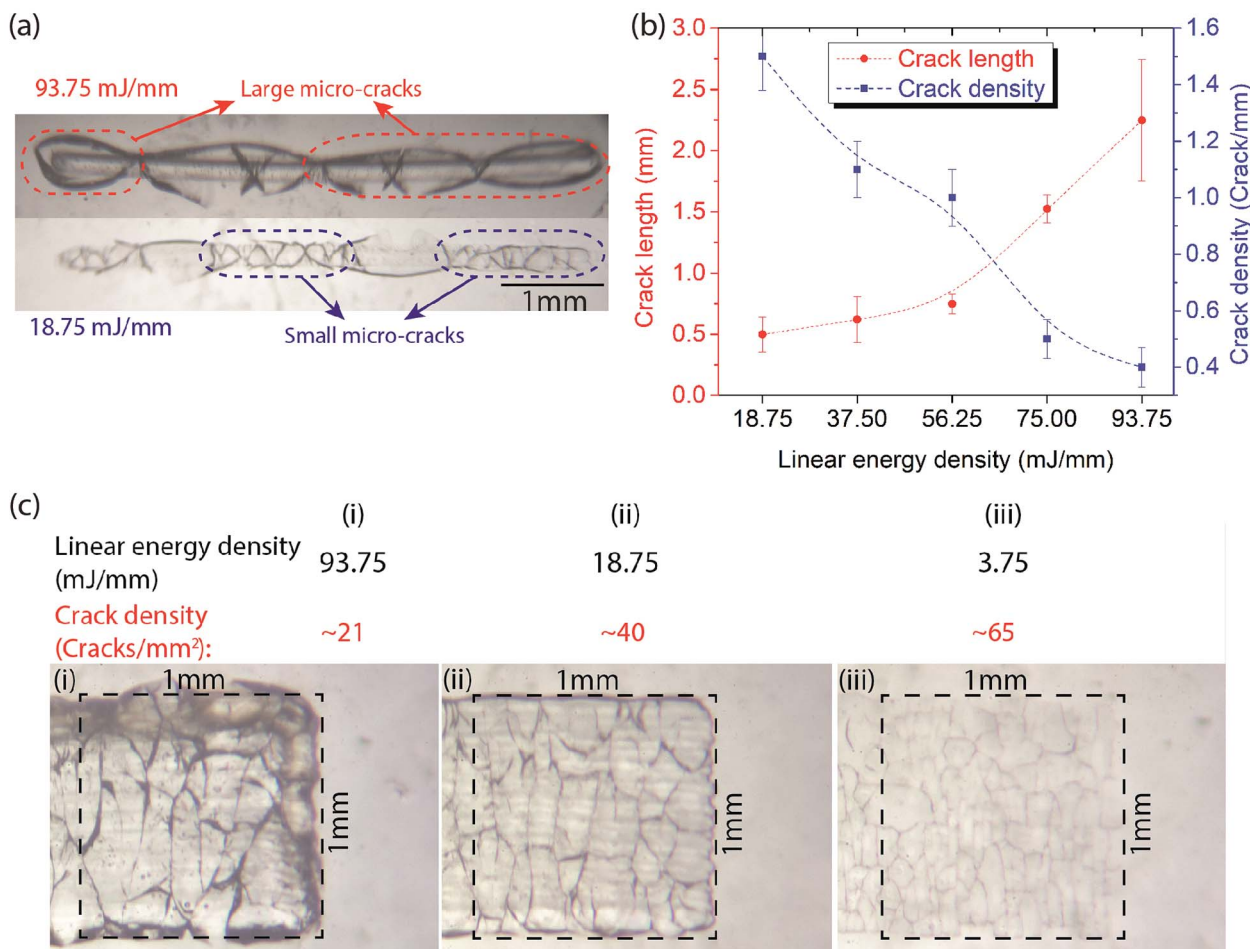 (a)
93.75 mJ/mm
Large micro-cracks
1mm
18.75 mJ/mm
Small micro-cracks
(b)
3.0
2.5
2.0
1.5
1.0
0.5
0.0
Crack length (mm)
Crack length
Crack density
1.6
1.4
1.2
1.0
0.8
0.6
0.4
Crack density (Crack/mm)
18.75 37.50 56.25 75.00 93.75
Linear energy density (mJ/mm)
(c)
(i) (ii) (iii)
Linear energy density
(mJ/mm)
93.75 18.75 3.75
Crack density
(Cracks/mm²):
~21 ~40 ~65
(i) 1mm
1mm
(ii) 1mm
1mm
(iii) 1mm
1mm